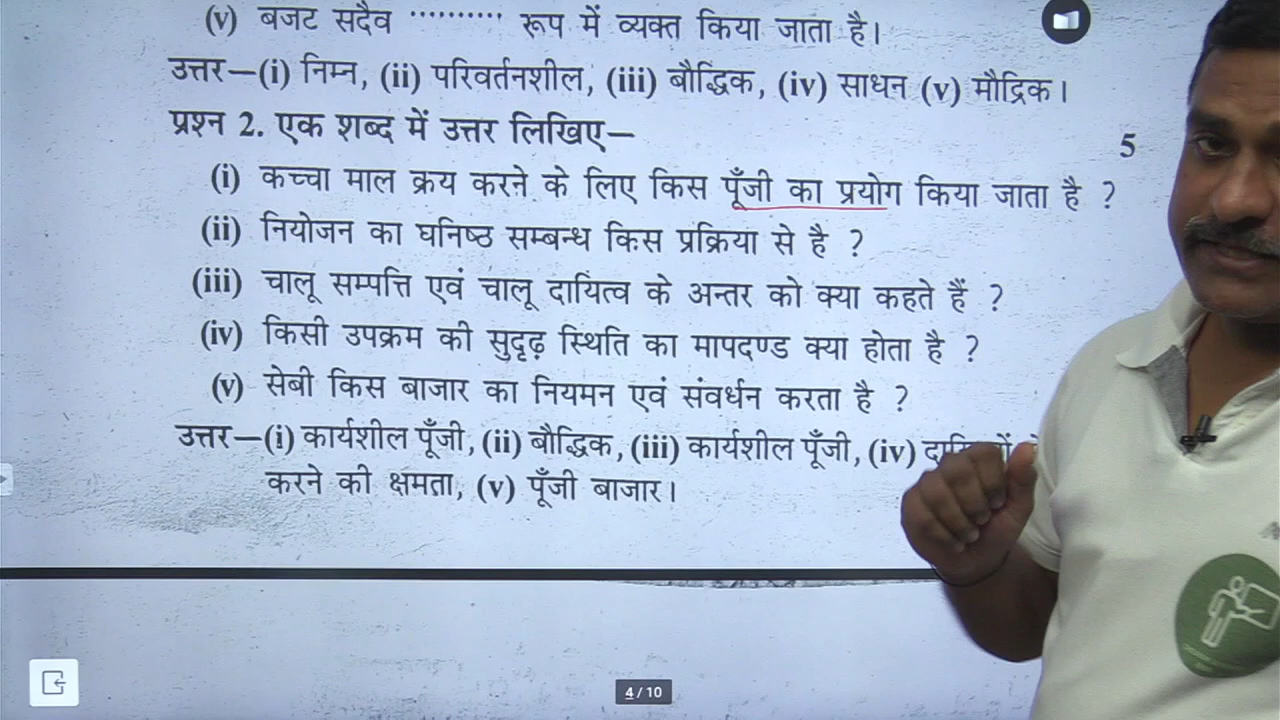 (v) बजट सदैव .......... रूप में व्यक्त किया जाता है।
उत्तर—(i) निम्न, (ii) परिवर्तनशील, (iii) बौद्धिक, (iv) साधन (v) मौद्रिक।
प्रश्न 2. एक शब्द में उत्तर लिखिए— 5
(i) कच्चा माल क्रय करने के लिए किस पूँजी का प्रयोग किया जाता है ?
(ii) नियोजन का घनिष्ठ सम्बन्ध किस प्रक्रिया से है ?
(iii) चालू सम्पत्ति एवं चालू दायित्व के अन्तर को क्या कहते हैं ?
(iv) किसी उपक्रम की सुदृढ़ स्थिति का मापदण्ड क्या होता है ?
(v) सेबी किस बाजार का नियमन एवं संवर्धन करता है ?
उत्तर—(i) कार्यशील पूँजी, (ii) बौद्धिक, (iii) कार्यशील पूँजी, (iv)
करने की क्षमता, (v) पूँजी बाजार।
4 / 10